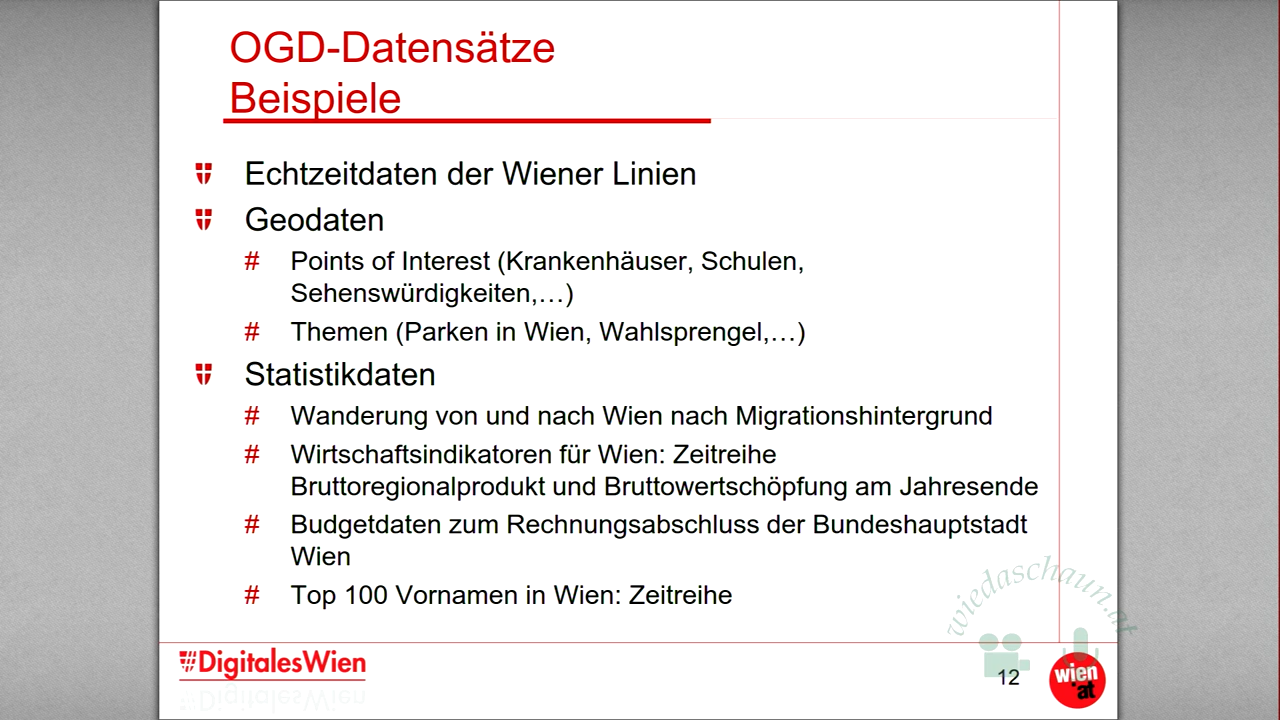 OGD-Datensätze
Beispiele
Echtzeitdaten der Wiener Linien
Geodaten
# Points of Interest (Krankenhäuser, Schulen,
Sehenswürdigkeiten,…)
# Themen (Parken in Wien, Wahlsprengel,…)
Statistikdaten
# Wanderung von und nach Wien nach Migrationshintergrund
# Wirtschaftsindikatoren für Wien: Zeitreihe
Bruttoregionalprodukt und Bruttowertschöpfung am Jahresende
# Budgetdaten zum Rechnungsabschluss der Bundeshauptstadt
Wien
# Top 100 Vornamen in Wien: Zeitreihe
wiedaschaun.at
#DigitalesWien
12
wien
.at